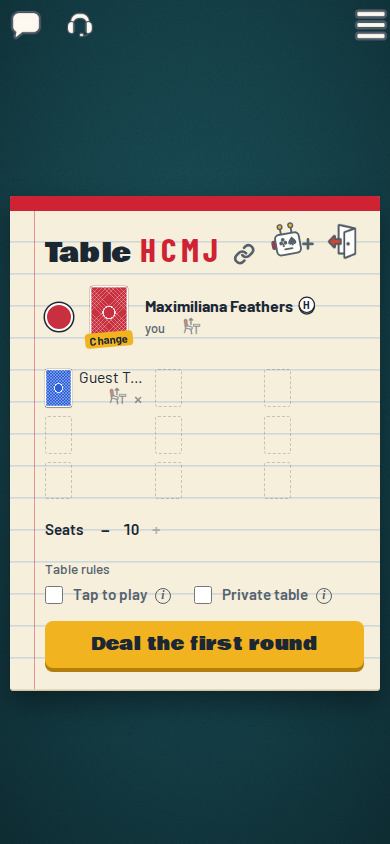 Table HCMJ
Maximiliana Feathers H
you
Change
Guest T... ×
Seats – 10 +
Table rules
Tap to play i Private table i
Deal the first round